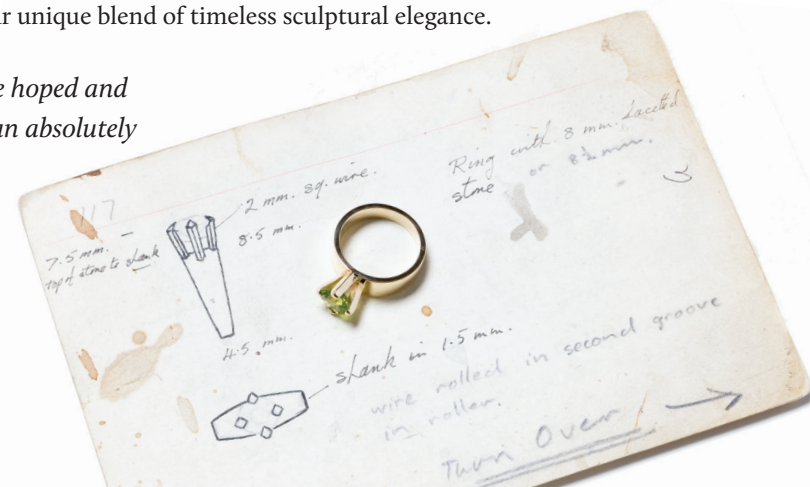 r unique blend of timeless sculptural elegance.
e hoped and
an absolutely
117
2 mm. sq. wire.
8.5 mm.
7.5 mm.
top of stone to shank
4.5 mm.
Ring with 8 mm. faceted
stone or 8½ mm.
shank in 1.5 mm.
wire rolled in second groove
in roller.
Turn Over